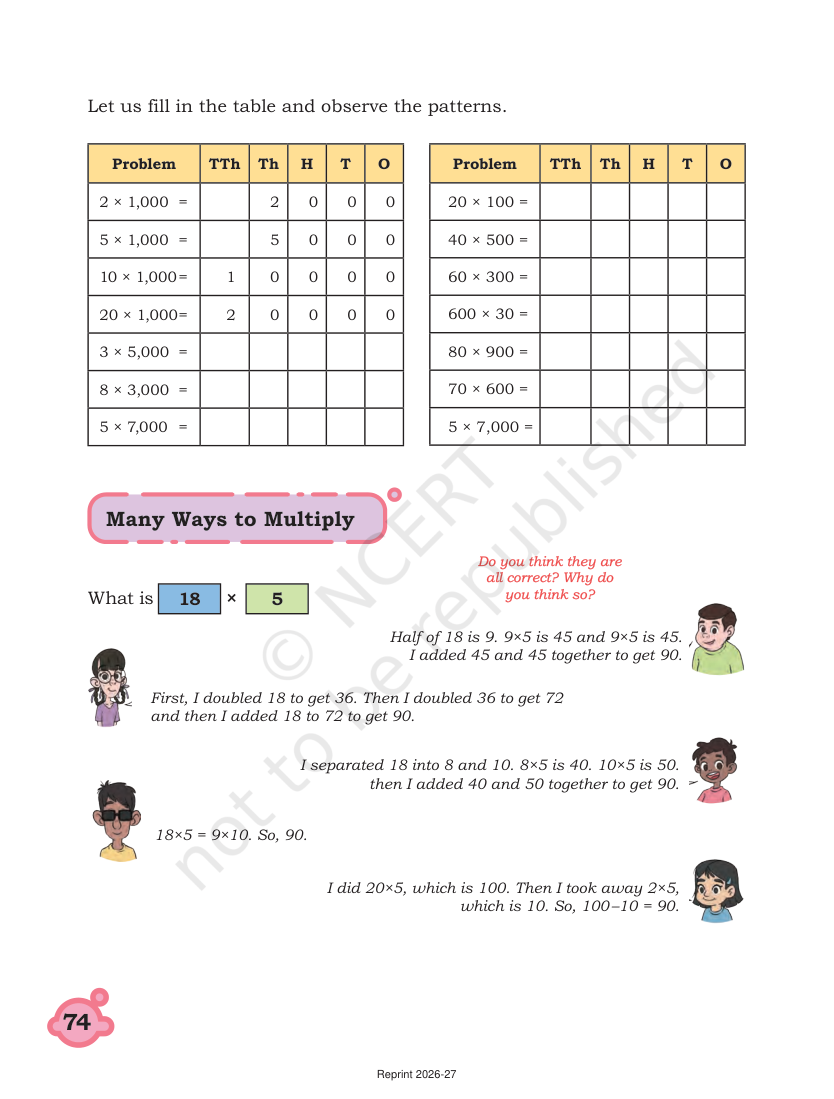 Let us fill in the table and observe the patterns.
Problem TTh Th H T O
2 × 1,000 = 2 0 0 0
5 × 1,000 = 5 0 0 0
10 × 1,000= 1 0 0 0 0
20 × 1,000= 2 0 0 0 0
3 × 5,000 =
8 × 3,000 =
5 × 7,000 =
Problem TTh Th H T O
20 × 100 =
40 × 500 =
60 × 300 =
600 × 30 =
80 × 900 =
70 × 600 =
5 × 7,000 =
Many Ways to Multiply
Do you think they are
all correct? Why do
you think so?
What is 18 × 5
Half of 18 is 9. 9×5 is 45 and 9×5 is 45.
I added 45 and 45 together to get 90.
First, I doubled 18 to get 36. Then I doubled 36 to get 72
and then I added 18 to 72 to get 90.
I separated 18 into 8 and 10. 8×5 is 40. 10×5 is 50.
then I added 40 and 50 together to get 90.
18×5 = 9×10. So, 90.
I did 20×5, which is 100. Then I took away 2×5,
which is 10. So, 100–10 = 90.
© NCERT
not to be republished
74
Reprint 2026-27